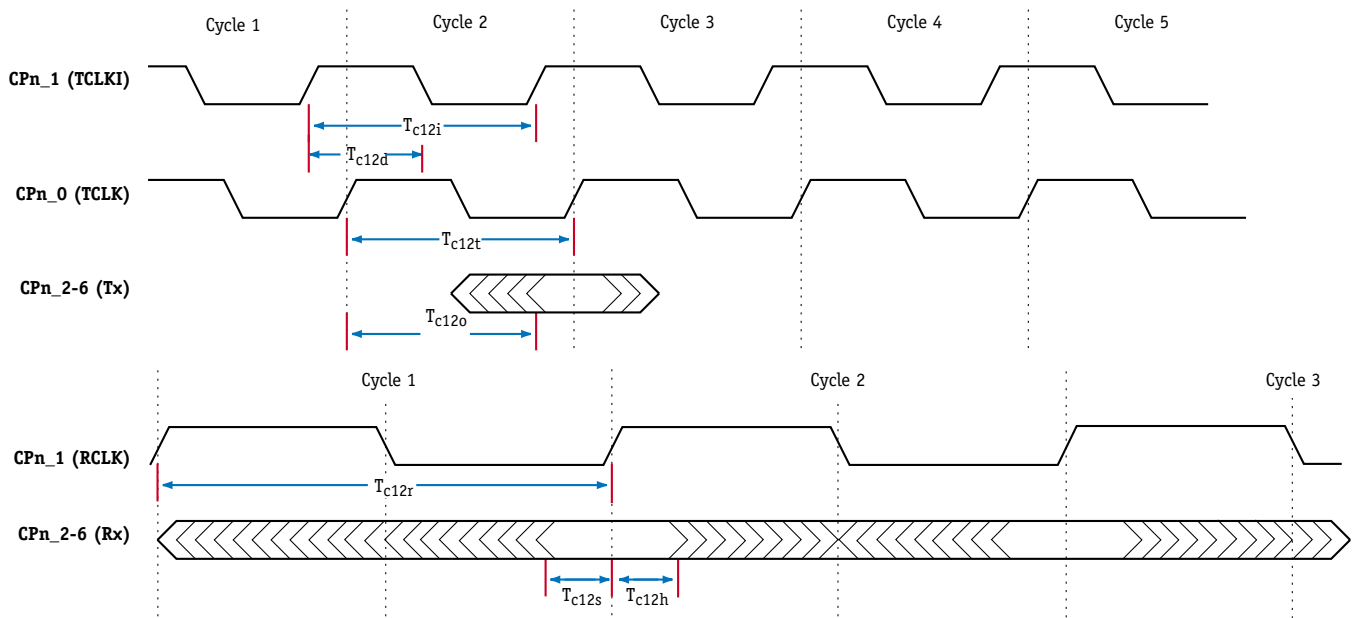 Cycle 1 Cycle 2 Cycle 3 Cycle 4 Cycle 5
CPn_1 (TCLKI)
Tc12i
Tc12d
CPn_0 (TCLK)
Tc12t
CPn_2-6 (Tx)
Tc12o
Cycle 1 Cycle 2 Cycle 3
CPn_1 (RCLK)
Tc12r
CPn_2-6 (Rx)
Tc12s Tc12h